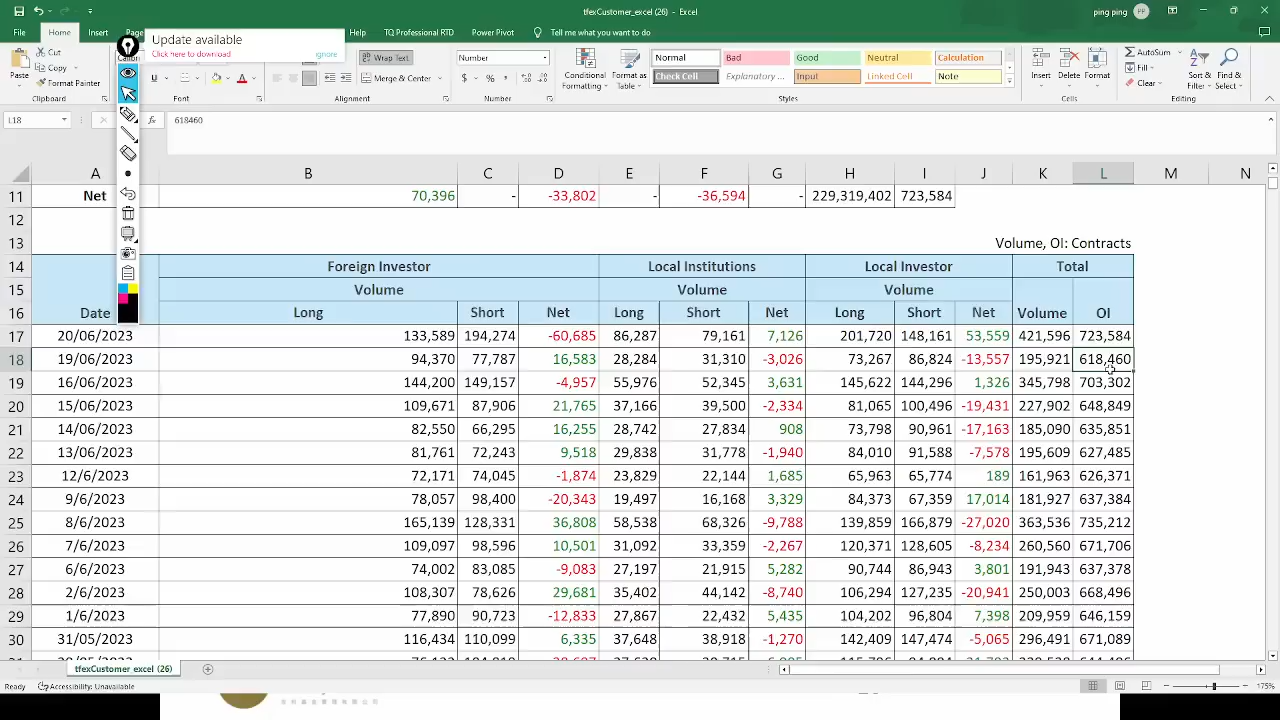 tfexCustomer_excel (26) - Excel
ping ping PP
Update available
Click here to download ignore
Home Insert Help TQ Professional RTD Power Pivot Tell me what you want to do
Cut
Copy
Format Painter
Clipboard
Calibri
Font
Wrap Text
Merge & Center
Alignment
Number
Number
Conditional Formatting
Format as Table
Normal Bad Good Neutral Calculation
Check Cell Explanatory ... Input Linked Cell Note
Styles
Insert Delete Format
Cells
AutoSum
Fill
Clear
Sort & Filter
Find & Select
Editing
L18 fx 618460
A B C D E F G H I J K L M N
11 Net 70,396 - -33,802 - -36,594 - 229,319,402 723,584
12
13 Volume, OI: Contracts
14 Foreign Investor Local Institutions Local Investor Total
15 Volume Volume Volume
16 Date Long Short Net Long Short Net Long Short Net Volume OI
17 20/06/2023 133,589 194,274 -60,685 86,287 79,161 7,126 201,720 148,161 53,559 421,596 723,584
18 19/06/2023 94,370 77,787 16,583 28,284 31,310 -3,026 73,267 86,824 -13,557 195,921 618,460
19 16/06/2023 144,200 149,157 -4,957 55,976 52,345 3,631 145,622 144,296 1,326 345,798 703,302
20 15/06/2023 109,671 87,906 21,765 37,166 39,500 -2,334 81,065 100,496 -19,431 227,902 648,849
21 14/06/2023 82,550 66,295 16,255 28,742 27,834 908 73,798 90,961 -17,163 185,090 635,851
22 13/06/2023 81,761 72,243 9,518 29,838 31,778 -1,940 84,010 91,588 -7,578 195,609 627,485
23 12/6/2023 72,171 74,045 -1,874 23,829 22,144 1,685 65,963 65,774 189 161,963 626,371
24 9/6/2023 78,057 98,400 -20,343 19,497 16,168 3,329 84,373 67,359 17,014 181,927 637,384
25 8/6/2023 165,139 128,331 36,808 58,538 68,326 -9,788 139,859 166,879 -27,020 363,536 735,212
26 7/6/2023 109,097 98,596 10,501 31,092 33,359 -2,267 120,371 128,605 -8,234 260,560 671,706
27 6/6/2023 74,002 83,085 -9,083 27,197 21,915 5,282 90,744 86,943 3,801 191,943 637,378
28 2/6/2023 108,307 78,626 29,681 35,402 44,142 -8,740 106,294 127,235 -20,941 250,003 668,496
29 1/6/2023 77,890 90,723 -12,833 27,867 22,432 5,435 104,202 96,804 7,398 209,959 646,159
30 31/05/2023 116,434 110,099 6,335 37,648 38,918 -1,270 142,409 147,474 -5,065 296,491 671,089
tfexCustomer_excel (26)
Ready Accessibility: Unavailable 175%